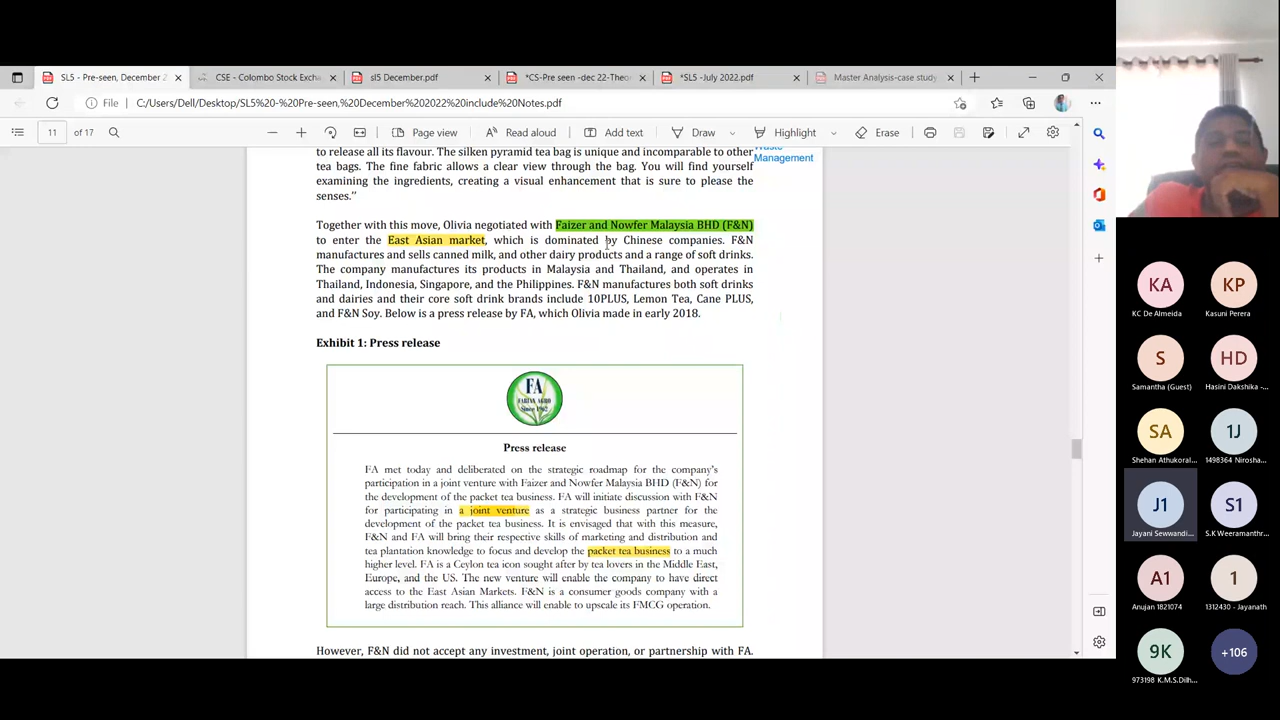 SL5 - Pre-seen, December 2
CSE - Colombo Stock Excha
sl5 December.pdf
*CS-Pre seen -dec 22-Theo
*SL5 -July 2022.pdf
Master Analysis-case study
File
C:/Users/Dell/Desktop/SL5%20-%20Pre-seen,%20December%202022%20include%20Notes.pdf
11 of 17
Page view
Read aloud
Add text
Draw
Highlight
Erase
Waste
Management
to release all its flavour. The silken pyramid tea bag is unique and incomparable to other
tea bags. The fine fabric allows a clear view through the bag. You will find yourself
examining the ingredients, creating a visual enhancement that is sure to please the
senses."
Together with this move, Olivia negotiated with Faizer and Nowfer Malaysia BHD (F&N)
to enter the East Asian market, which is dominated by Chinese companies. F&N
manufactures and sells canned milk, and other dairy products and a range of soft drinks.
The company manufactures its products in Malaysia and Thailand, and operates in
Thailand, Indonesia, Singapore, and the Philippines. F&N manufactures both soft drinks
and dairies and their core soft drink brands include 10PLUS, Lemon Tea, Cane PLUS,
and F&N Soy. Below is a press release by FA, which Olivia made in early 2018.
Exhibit 1: Press release
FA
Since 1962
Press release
FA met today and deliberated on the strategic roadmap for the company's
participation in a joint venture with Faizer and Nowfer Malaysia BHD (F&N) for
the development of the packet tea business. FA will initiate discussion with F&N
for participating in a joint venture as a strategic business partner for the
development of the packet tea business. It is envisaged that with this measure,
F&N and FA will bring their respective skills of marketing and distribution and
tea plantation knowledge to focus and develop the packet tea business to a much
higher level. FA is a Ceylon tea icon sought after by tea lovers in the Middle East,
Europe, and the US. The new venture will enable the company to have direct
access to the East Asian Markets. F&N is a consumer goods company with a
large distribution reach. This alliance will enable to upscale its FMCG operation.
However, F&N did not accept any investment, joint operation, or partnership with FA.
KA
KC De Almeida
KP
Kasuni Perera
S
Samantha (Guest)
HD
Hasini Dakshika -...
SA
Shehan Athukoral...
1J
1498364 Nirosha...
J1
Jayani Sewwandi...
S1
S.K Weeramanthr...
A1
Anujan 1821074
1
1312430 - Jayanath
9K
973198 K.M.S.Dilh...
+106